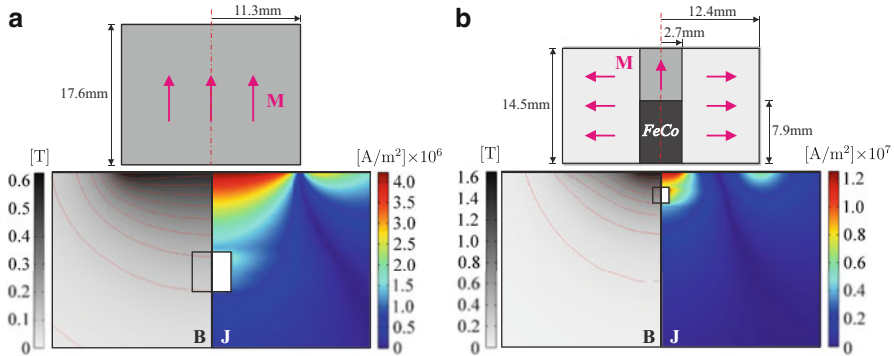 a
11.3mm
17.6mm
M
[T]
[A/m²]×10⁶
0.6
0.5
0.4
0.3
0.2
0.1
0
4.0
3.5
3.0
2.5
2.0
1.5
1.0
0.5
0
B
J
b
12.4mm
2.7mm
M
FeCo
14.5mm
7.9mm
[T]
[A/m²]×10⁷
1.6
1.4
1.2
1.0
0.8
0.6
0.4
0.2
0
1.2
1.0
0.8
0.6
0.4
0.2
0
B
J